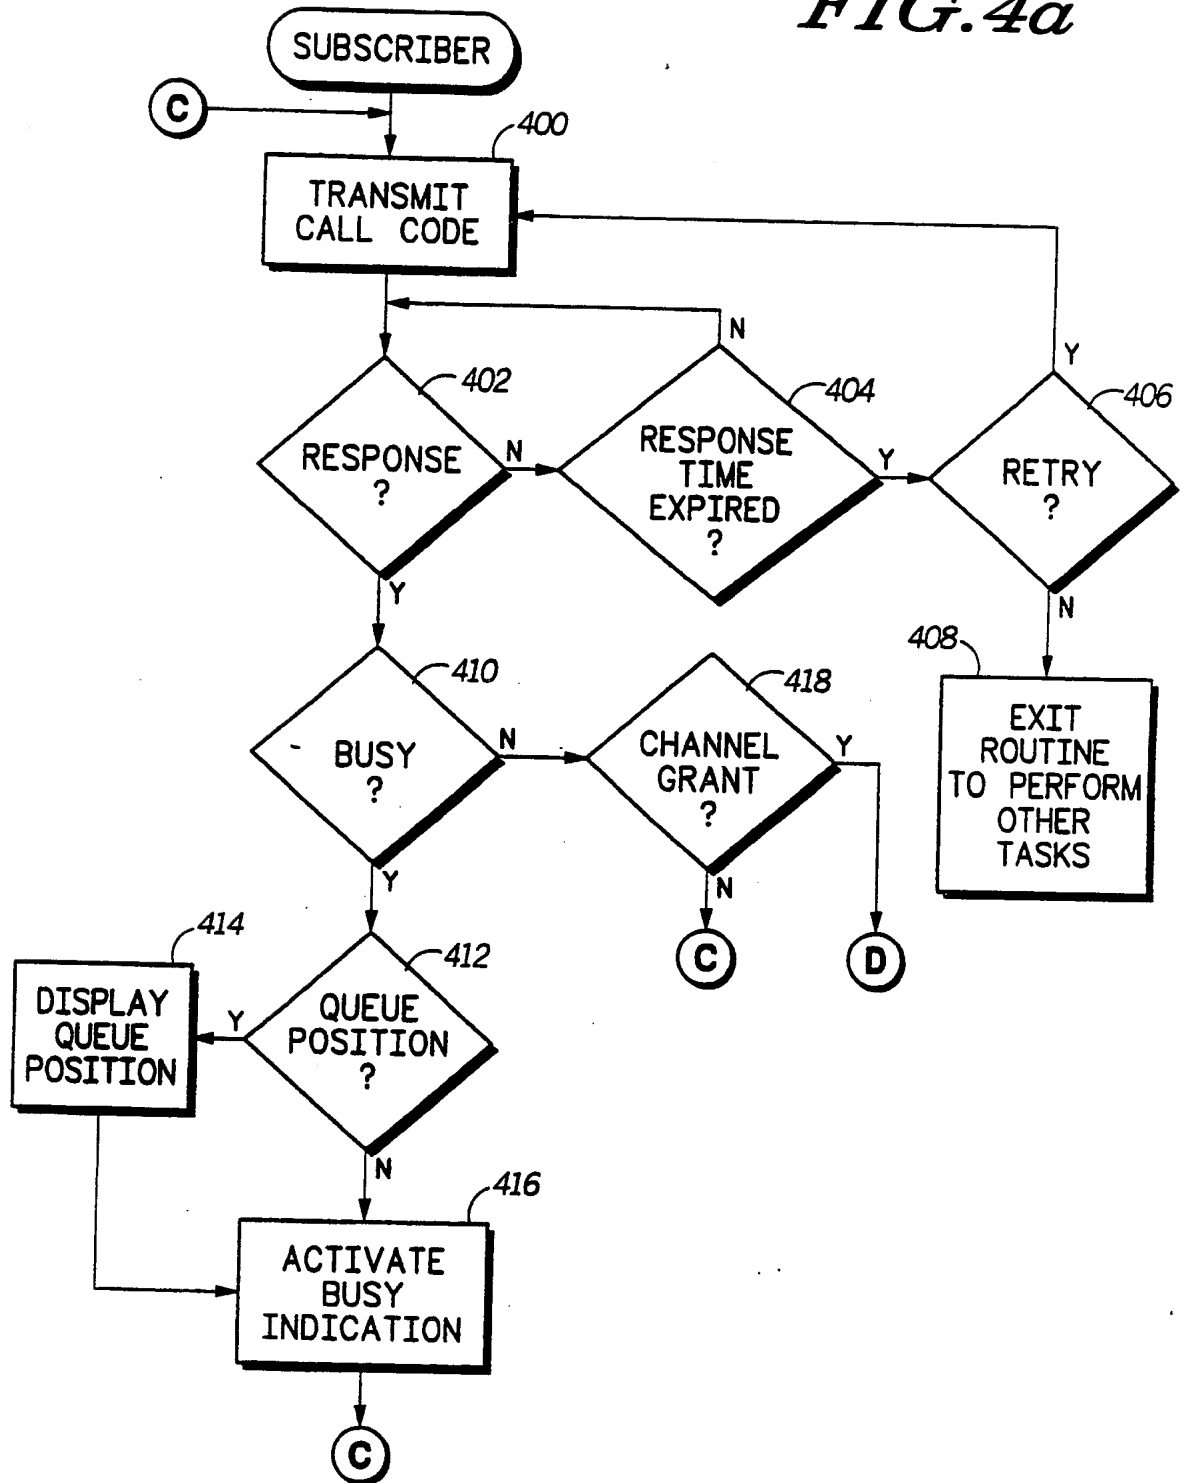 FIG.4a
SUBSCRIBER
C
400
TRANSMIT
CALL CODE
N
Y
402
404
406
RESPONSE
?
N
RESPONSE
TIME
EXPIRED
?
Y
RETRY
?
Y
N
408
EXIT
ROUTINE
TO PERFORM
OTHER
TASKS
410
BUSY
?
N
418
CHANNEL
GRANT
?
Y
N
C
D
Y
412
QUEUE
POSITION
?
Y
414
DISPLAY
QUEUE
POSITION
N
416
ACTIVATE
BUSY
INDICATION
C